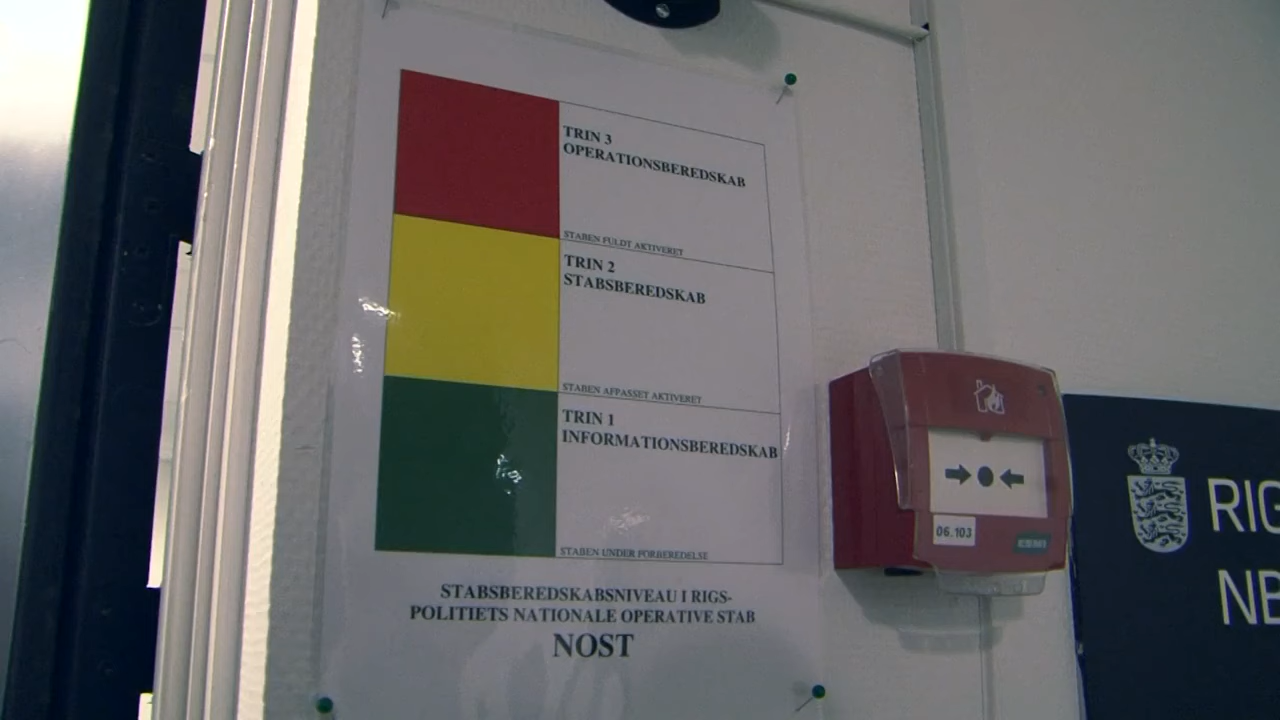 TRIN 3
OPERATIONSBEREDSKAB
STABEN FULDT AKTIVERET
TRIN 2
STABSBEREDSKAB
STABEN AFPASSET AKTIVERET
TRIN 1
INFORMATIONSBEREDSKAB
STABEN UNDER FORBEREDELSE
STABSBEREDSKABSNIVEAU I RIGS-
POLITIETS NATIONALE OPERATIVE STAB
NOST
06.103
RIG
NB